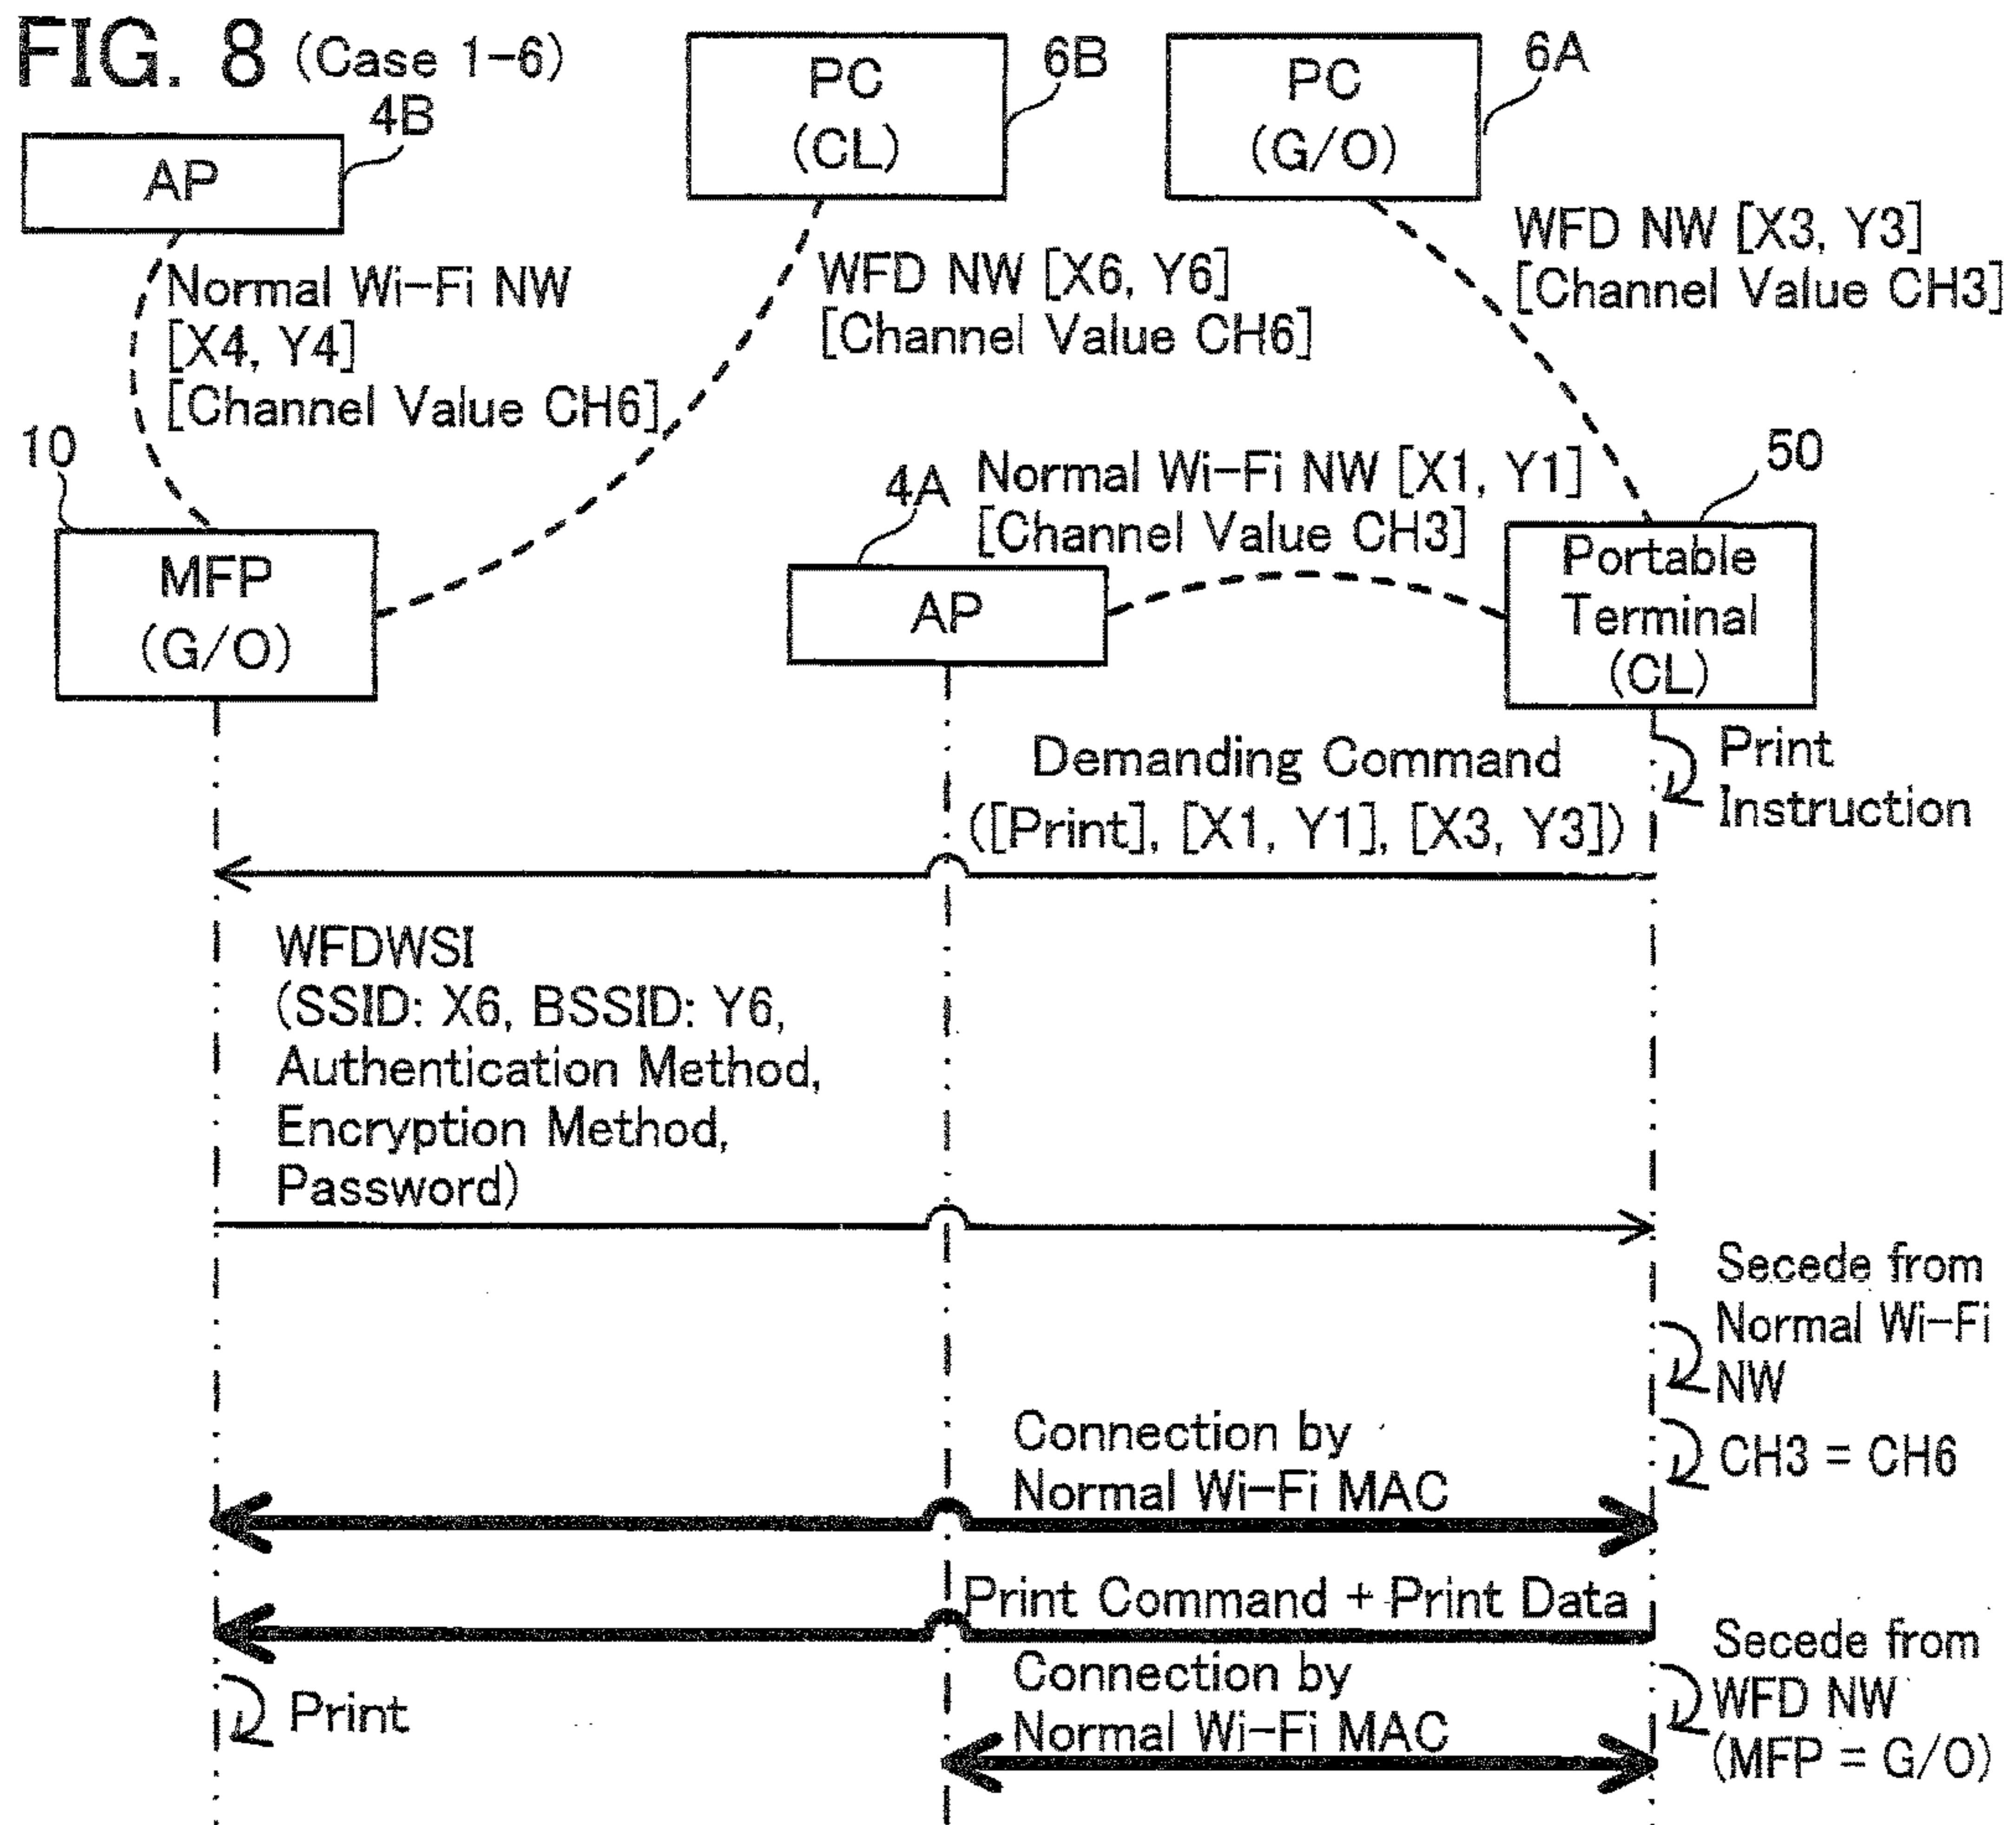 FIG. 8 (Case 1-6)
4B
AP
PC
(CL)
6B
PC
(G/O)
6A
Normal Wi-Fi NW
[X4, Y4]
[Channel Value CH6]
WFD NW [X6, Y6]
[Channel Value CH6]
WFD NW [X3, Y3]
[Channel Value CH3]
10
MFP
(G/O)
4A
AP
Normal Wi-Fi NW [X1, Y1]
[Channel Value CH3]
50
Portable
Terminal
(CL)
Print
Instruction
Demanding Command
([Print], [X1, Y1], [X3, Y3])
WFDWSI
(SSID: X6, BSSID: Y6,
Authentication Method,
Encryption Method,
Password)
Secede from
Normal Wi-Fi
NW
CH3 = CH6
Connection by
Normal Wi-Fi MAC
Print Command + Print Data
Print
Connection by
Normal Wi-Fi MAC
Secede from
WFD NW
(MFP = G/O)